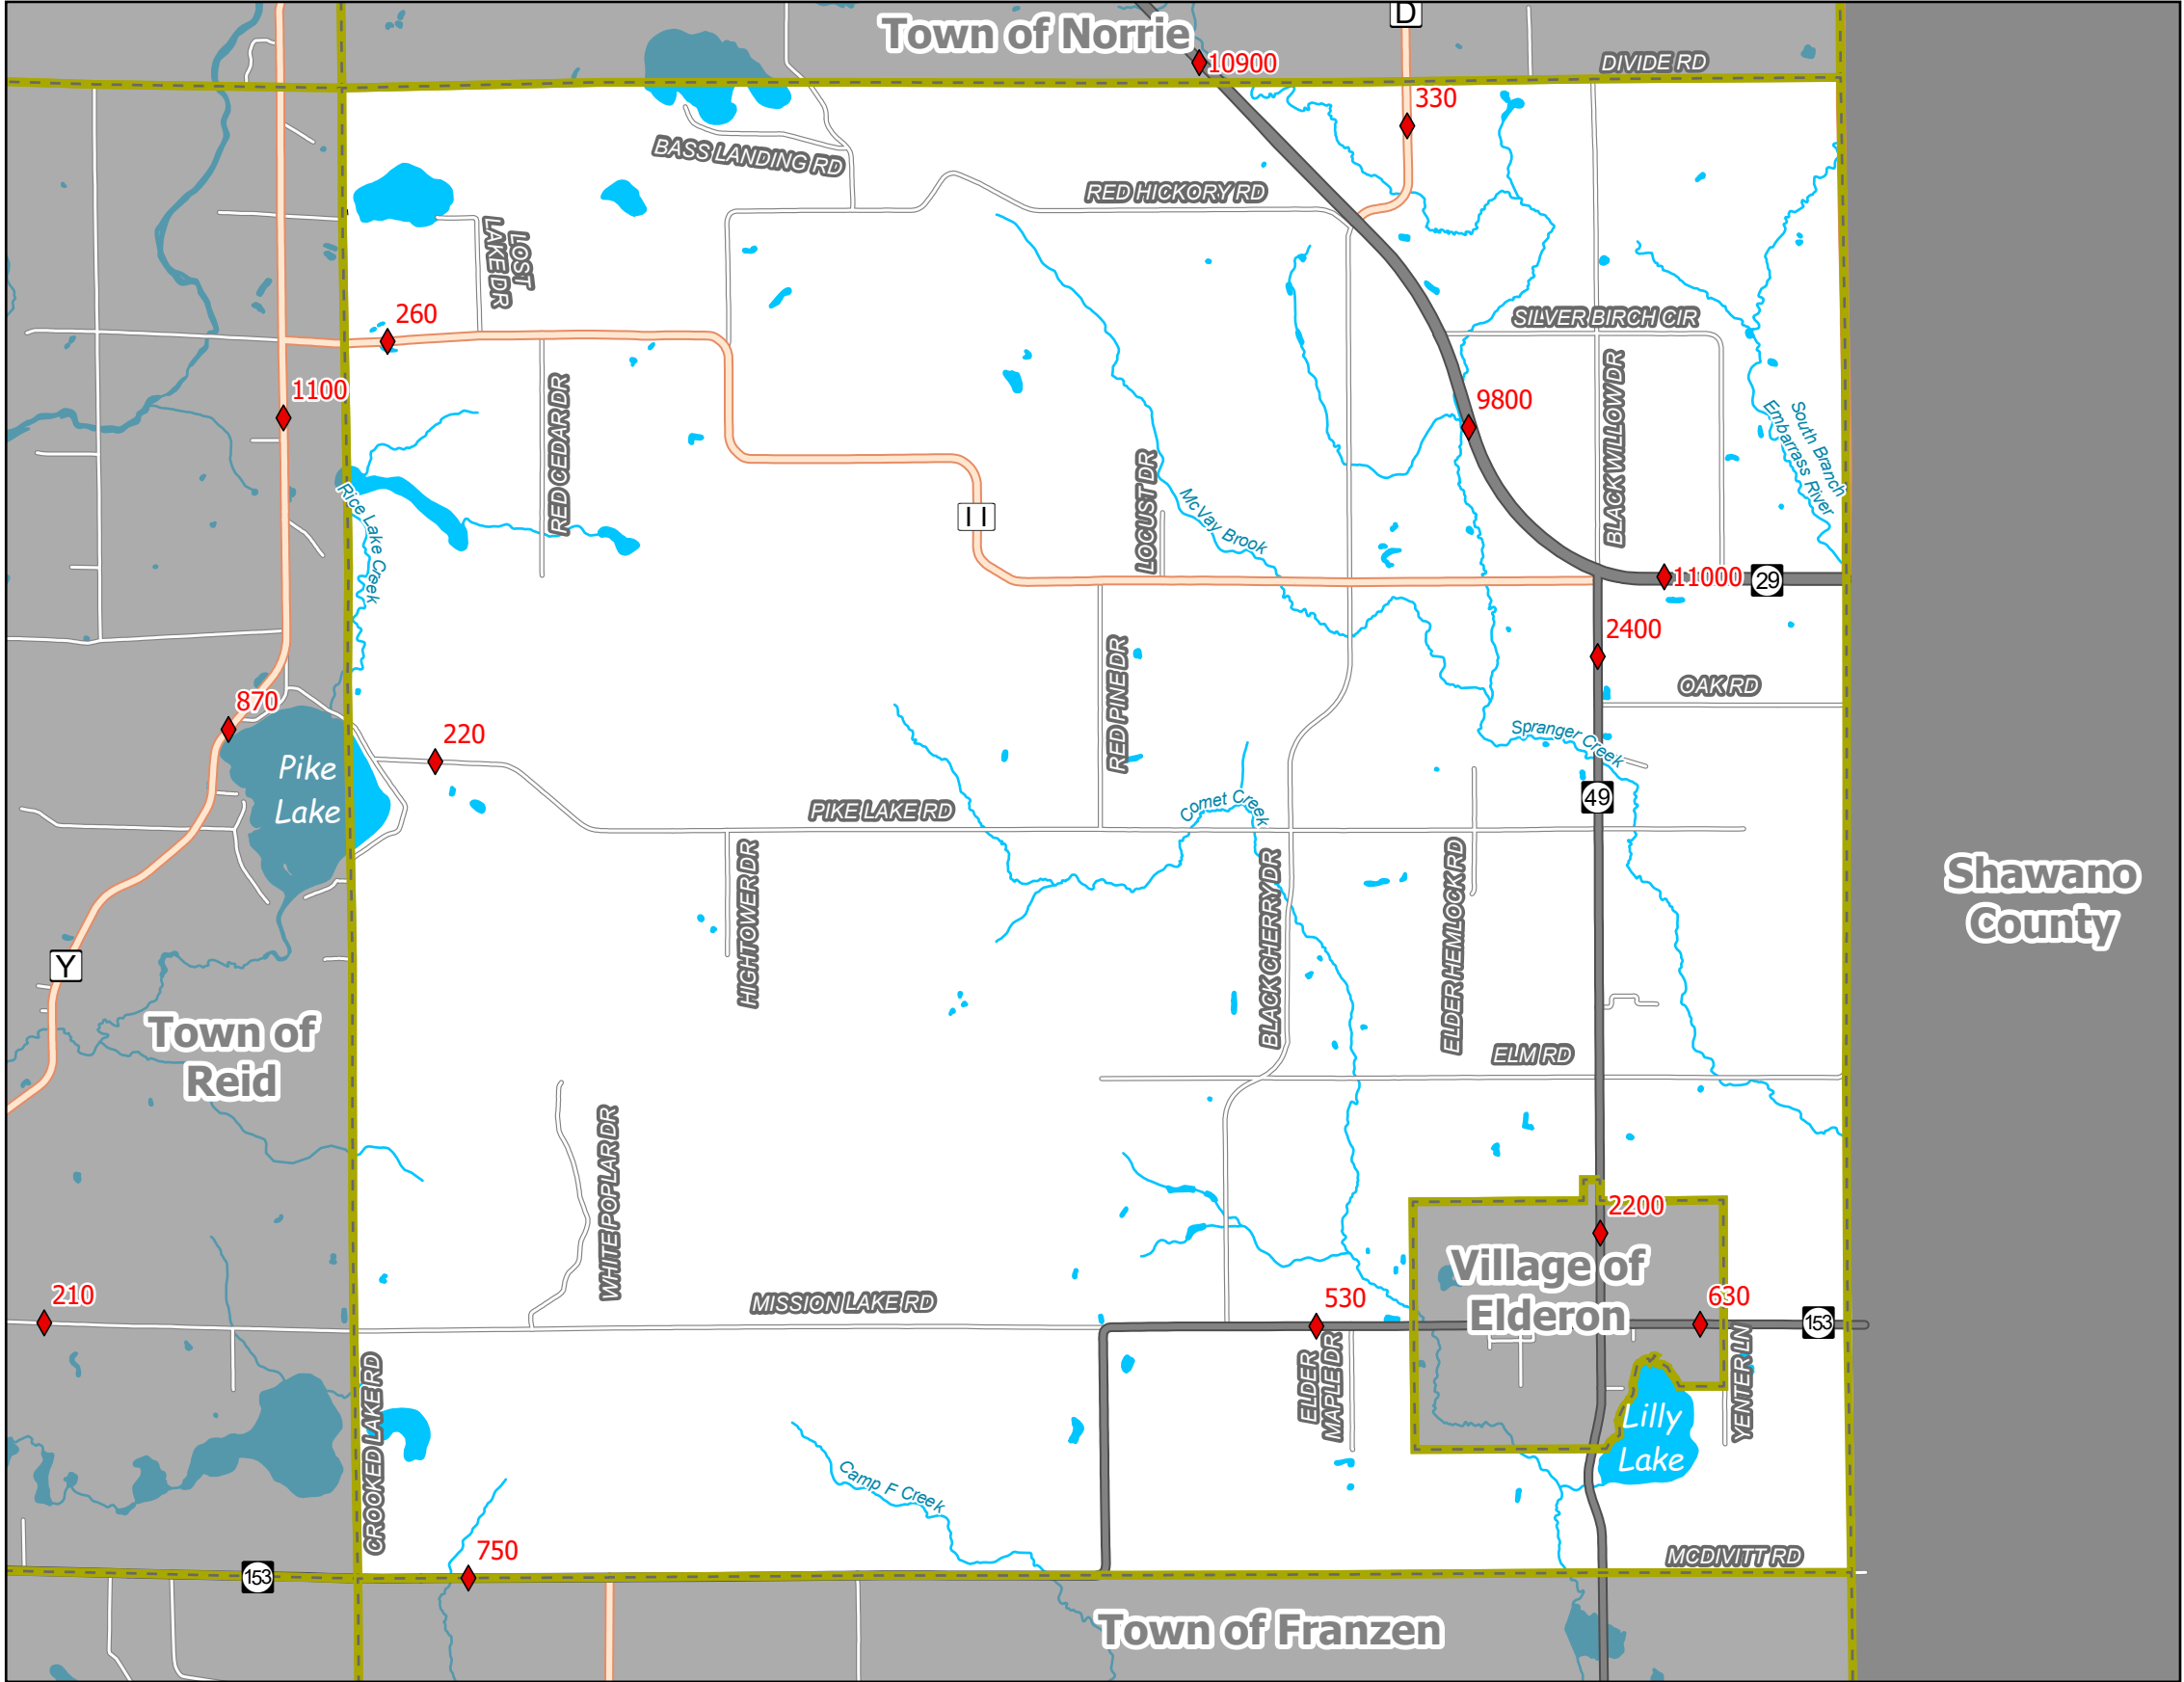 D
Town of Norrie
10900
DIVIDE RD
330
BASS LANDING RD
RED HICKORY RD
LOST
LAKE DR
260
SILVER BIRCH CIR
1100
RED CEDAR DR
9800
BLACK WILLOW DR
South Branch
Embarrass River
LOCUST DR
McVay Brook
Rice Lake Creek
II
11000
29
2400
RED PINE DR
OAK RD
870
220
Spranger Creek
Pike
Lake
PIKE LAKE RD
Comet Creek
49
HIGHTOWER DR
BLACK CHERRY DR
ELDER HEMLOCK RD
Shawano
County
Y
Town of
Reid
ELM RD
WHITE POPLAR DR
2200
Village of
Elderon
210
MISSION LAKE RD
530
630
153
CROOKED LAKE RD
ELDER
MAPLE DR
YENTER LN
Lilly
Lake
Camp F Creek
750
153
MCDIVITT RD
Town of Franzen